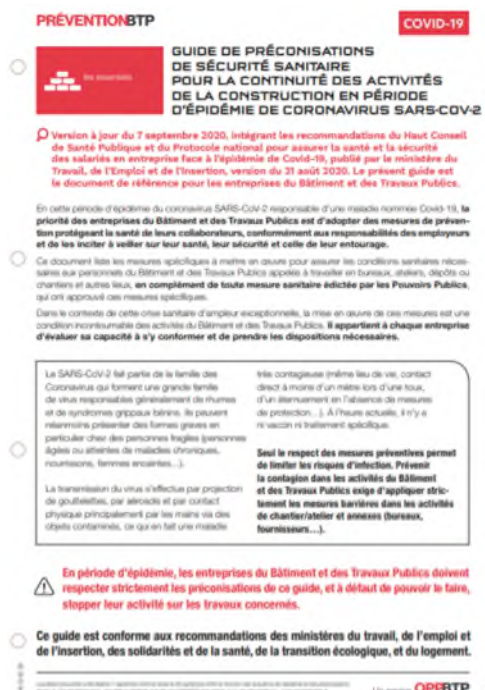 PRÉVENTIONBTP
COVID-19
les essentiels
GUIDE DE PRÉCONISATIONS
DE SÉCURITÉ SANITAIRE
POUR LA CONTINUITÉ DES ACTIVITÉS
DE LA CONSTRUCTION EN PÉRIODE
D'ÉPIDÉMIE DE CORONAVIRUS SARS-COV-2
Version à jour du 7 septembre 2020, intégrant les recommandations du Haut Conseil
de Santé Publique et du Protocole national pour assurer la santé et la sécurité
des salariés en entreprise face à l'épidémie de Covid-19, publié par le ministère du
Travail, de l'Emploi et de l'Insertion, version du 31 août 2020. Le présent guide est
le document de référence pour les entreprises du Bâtiment et des Travaux Publics.
En cette période d'épidémie du coronavirus SARS-CoV-2 responsable d'une maladie nommée Covid-19, la
priorité des entreprises du Bâtiment et des Travaux Publics est d'adopter des mesures de préven-
tion protégeant la santé de leurs collaborateurs, conformément aux responsabilités des employeurs
et de les inciter à veiller sur leur santé, leur sécurité et celle de leur entourage.
Ce document liste les mesures spécifiques à mettre en œuvre pour assurer les conditions sanitaires néces-
saires aux personnels du Bâtiment et des Travaux Publics appelés à travailler en bureaux, ateliers, dépôts ou
chantiers et autres lieux, en complément de toute mesure sanitaire édictée par les Pouvoirs Publics,
qui ont approuvé ces mesures spécifiques.
Dans le contexte de cette crise sanitaire d'ampleur exceptionnelle, la mise en œuvre de ces mesures est une
condition incontournable des activités du Bâtiment et des Travaux Publics. Il appartient à chaque entreprise
d'évaluer sa capacité à s'y conformer et de prendre les dispositions nécessaires.
Le SARS-CoV-2 fait partie de la famille des
Coronavirus qui forment une grande famille
de virus responsables généralement de rhumes
et de syndromes grippaux bénins. Ils peuvent
néanmoins présenter des formes graves en
particulier chez des personnes fragiles (personnes
âgées ou atteintes de maladies chroniques,
nourrissons, femmes enceintes...).
La transmission du virus s'effectue par projection
de gouttelettes, par aérosols et par contact
physique principalement par les mains via des
objets contaminés, ce qui en fait une maladie
très contagieuse (même lieu de vie, contact
direct à moins d'un mètre lors d'une toux,
d'un éternuement en l'absence de mesures
de protection...). À l'heure actuelle, il n'y a
ni vaccin ni traitement spécifique.
Seul le respect des mesures préventives permet
de limiter les risques d'infection. Prévenir
la contagion dans les activités du Bâtiment
et des Travaux Publics exige d'appliquer stric-
tement les mesures barrières dans les activités
de chantier/atelier et annexes (bureaux,
fournisseurs...).
En période d'épidémie, les entreprises du Bâtiment et des Travaux Publics doivent
respecter strictement les préconisations de ce guide, et à défaut de pouvoir le faire,
stopper leur activité sur les travaux concernés.
Ce guide est conforme aux recommandations des ministères du travail, de l'emploi et
de l'insertion, des solidarités et de la santé, de la transition écologique, et du logement.
OPPBTP